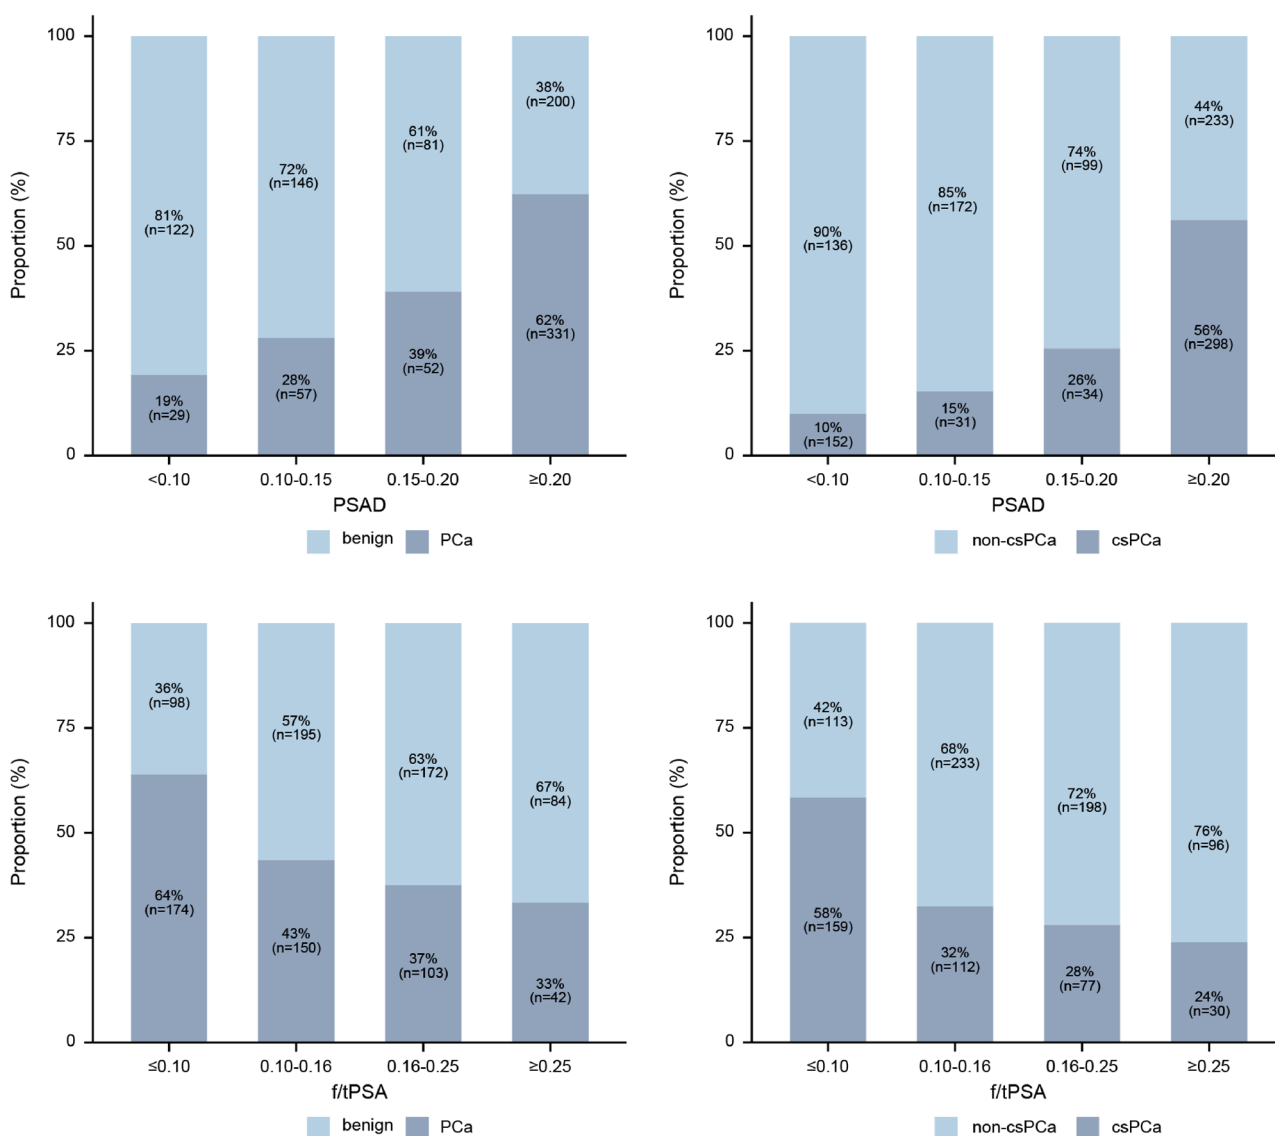 100
75
50
25
0
Proportion (%)
81%
(n=122)
19%
(n=29)
72%
(n=146)
28%
(n=57)
61%
(n=81)
39%
(n=52)
38%
(n=200)
62%
(n=331)
<0.10
0.10-0.15
0.15-0.20
≥0.20
PSAD
benign
PCa
100
75
50
25
0
Proportion (%)
90%
(n=136)
10%
(n=152)
85%
(n=172)
15%
(n=31)
74%
(n=99)
26%
(n=34)
44%
(n=233)
56%
(n=298)
<0.10
0.10-0.15
0.15-0.20
≥0.20
PSAD
non-csPCa
csPCa
100
75
50
25
0
Proportion (%)
36%
(n=98)
64%
(n=174)
57%
(n=195)
43%
(n=150)
63%
(n=172)
37%
(n=103)
67%
(n=84)
33%
(n=42)
≤0.10
0.10-0.16
0.16-0.25
≥0.25
f/tPSA
benign
PCa
100
75
50
25
0
Proportion (%)
42%
(n=113)
58%
(n=159)
68%
(n=233)
32%
(n=112)
72%
(n=198)
28%
(n=77)
76%
(n=96)
24%
(n=30)
≤0.10
0.10-0.16
0.16-0.25
≥0.25
f/tPSA
non-csPCa
csPCa